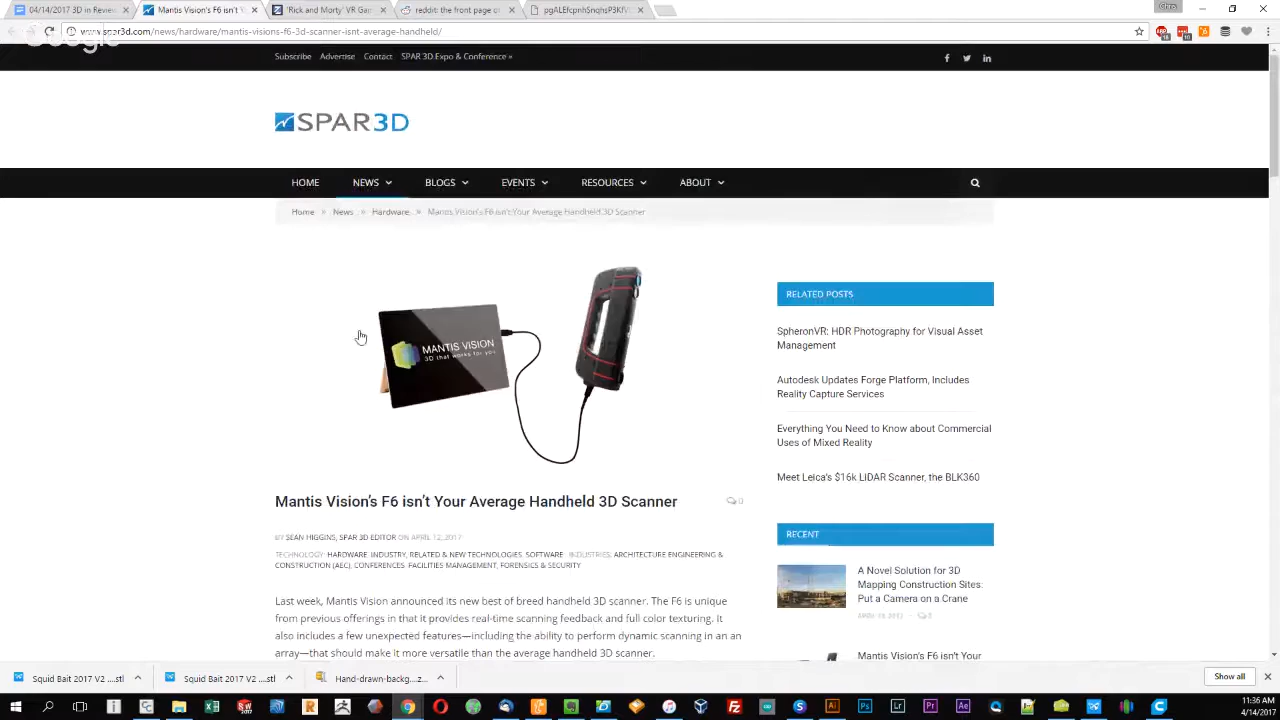 04/14/2017 3D in Review
Mantis Vision's F6 isn't
'Rick and Morty' VR Ga
reddit: the front page o
pgALEfcpnhSnqhsP3KfV
Chris
spar3d.com/news/hardware/mantis-visions-f6-3d-scanner-isnt-average-handheld/
Google
Subscribe Advertise Contact SPAR 3D Expo & Conference »
SPAR3D
HOME NEWS BLOGS EVENTS RESOURCES ABOUT
Home » News » Hardware » Mantis Vision's F6 isn't Your Average Handheld 3D Scanner
MANTIS VISION
3D that works for you
RELATED POSTS
SpheronVR: HDR Photography for Visual Asset
Management
Autodesk Updates Forge Platform, Includes
Reality Capture Services
Everything You Need to Know about Commercial
Uses of Mixed Reality
Meet Leica's $16k LiDAR Scanner, the BLK360
Mantis Vision's F6 isn't Your Average Handheld 3D Scanner
0
BY SEAN HIGGINS, SPAR 3D EDITOR ON APRIL 12, 2017
TECHNOLOGY: HARDWARE, INDUSTRY, RELATED & NEW TECHNOLOGIES, SOFTWARE INDUSTRIES: ARCHITECTURE ENGINEERING &
CONSTRUCTION (AEC), CONFERENCES, FACILITIES MANAGEMENT, FORENSICS & SECURITY
Last week, Mantis Vision announced its new best of breed handheld 3D scanner. The F6 is unique
from previous offerings in that it provides real-time scanning feedback and full color texturing. It
also includes a few unexpected features—including the ability to perform dynamic scanning in an
array—that should make it more versatile than the average handheld 3D scanner.
RECENT
A Novel Solution for 3D
Mapping Construction Sites:
Put a Camera on a Crane
Mantis Vision's F6 isn't Your
Squid Bait 2017 V2 ....stl
Squid Bait 2017 V2 ....stl
Hand-drawn-backg...z...
Show all
11:36 AM
4/14/2017